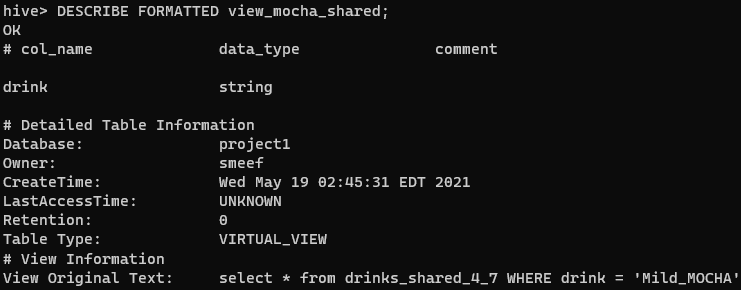 hive> DESCRIBE FORMATTED view_mocha_shared;
OK
# col_name data_type comment
drink string
# Detailed Table Information
Database: project1
Owner: smeef
CreateTime: Wed May 19 02:45:31 EDT 2021
LastAccessTime: UNKNOWN
Retention: 0
Table Type: VIRTUAL_VIEW
# View Information
View Original Text: select * from drinks_shared_4_7 WHERE drink = 'Mild_MOCHA'